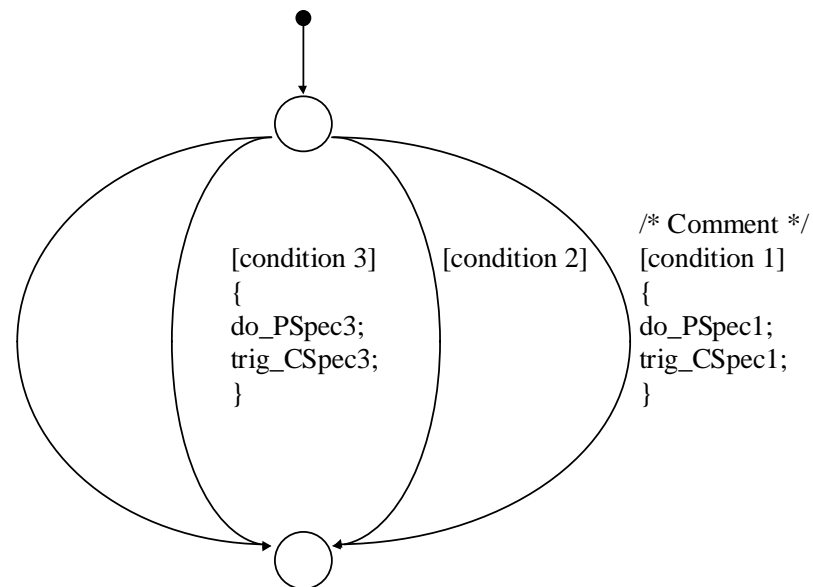 /* Comment */
[condition 3]
{
do_PSpec3;
trig_CSpec3;
}
[condition 2]
[condition 1]
{
do_PSpec1;
trig_CSpec1;
}